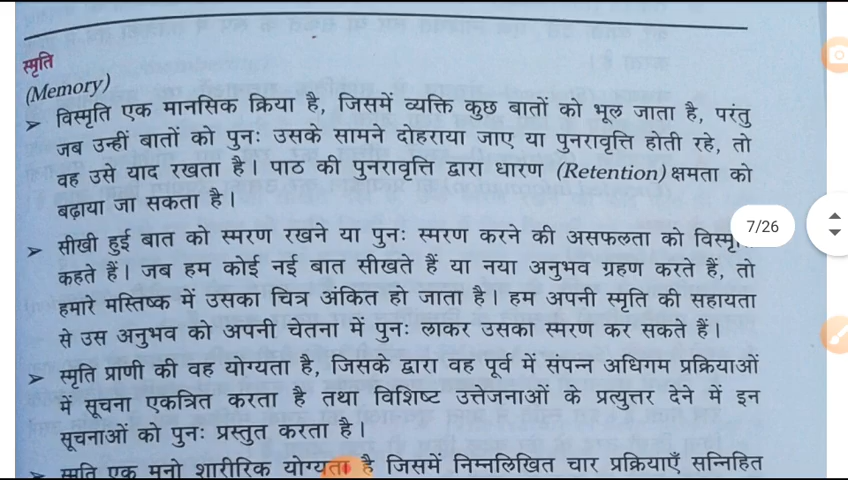 स्मृति
(Memory)
➤ विस्मृति एक मानसिक क्रिया है, जिसमें व्यक्ति कुछ बातों को भूल जाता है, परंतु
जब उन्हीं बातों को पुनः उसके सामने दोहराया जाए या पुनरावृत्ति होती रहे, तो
वह उसे याद रखता है। पाठ की पुनरावृत्ति द्वारा धारण (Retention) क्षमता को
बढ़ाया जा सकता है।
7/26
➤ सीखी हुई बात को स्मरण रखने या पुनः स्मरण करने की असफलता को
कहते हैं। जब हम कोई नई बात सीखते हैं या नया अनुभव ग्रहण करते हैं, तो
हमारे मस्तिष्क में उसका चित्र अंकित हो जाता है। हम अपनी स्मृति की सहायता
से उस अनुभव को अपनी चेतना में पुनः लाकर उसका स्मरण कर सकते हैं।
➤ स्मृति प्राणी की वह योग्यता है, जिसके द्वारा वह पूर्व में संपन्न अधिगम प्रक्रियाओं
में सूचना एकत्रित करता है तथा विशिष्ट उत्तेजनाओं के प्रत्युत्तर देने में इन
सूचनाओं को पुनः प्रस्तुत करता है।
➤ स्मृति एक मनो शारीरिक योग्यता है जिसमें निम्नलिखित चार प्रक्रियाएँ सन्निहित